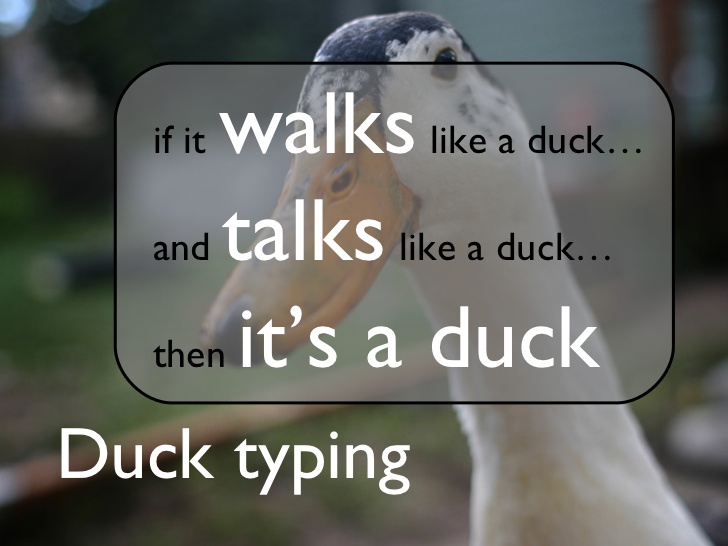 if it walks like a duck…
and talks like a duck…
then it’s a duck
Duck typing